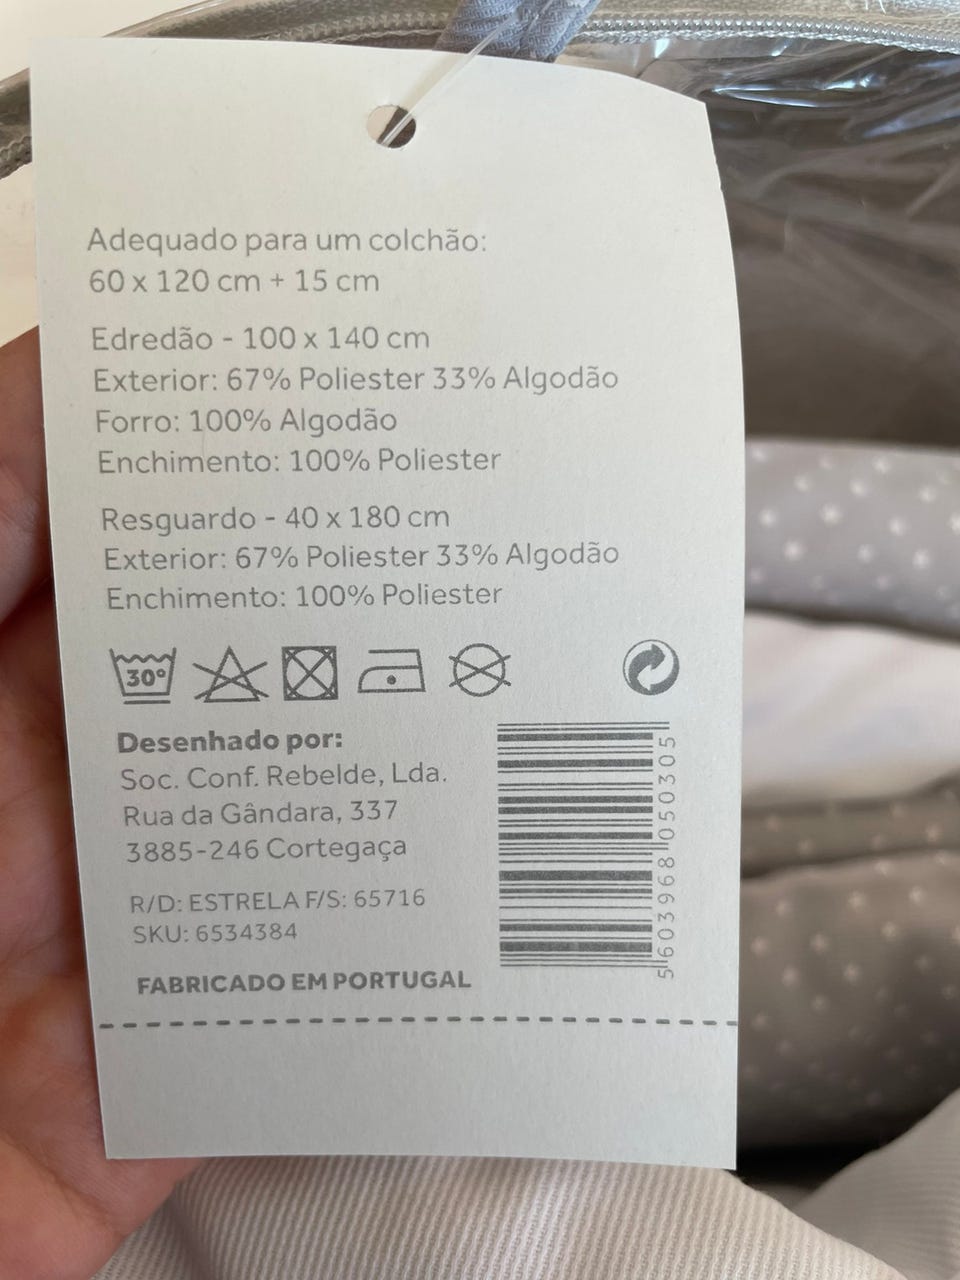 Adequado para um colchão:
60 x 120 cm + 15 cm
Edredão - 100 x 140 cm
Exterior: 67% Poliester 33% Algodão
Forro: 100% Algodão
Enchimento: 100% Poliester
Resguardo - 40 x 180 cm
Exterior: 67% Poliester 33% Algodão
Enchimento: 100% Poliester
30°
Desenhado por:
Soc. Conf. Rebelde, Lda.
Rua da Gândara, 337
3885-246 Cortegaça
R/D: ESTRELA F/S: 65716
SKU: 6534384
FABRICADO EM PORTUGAL
5 603968 050305